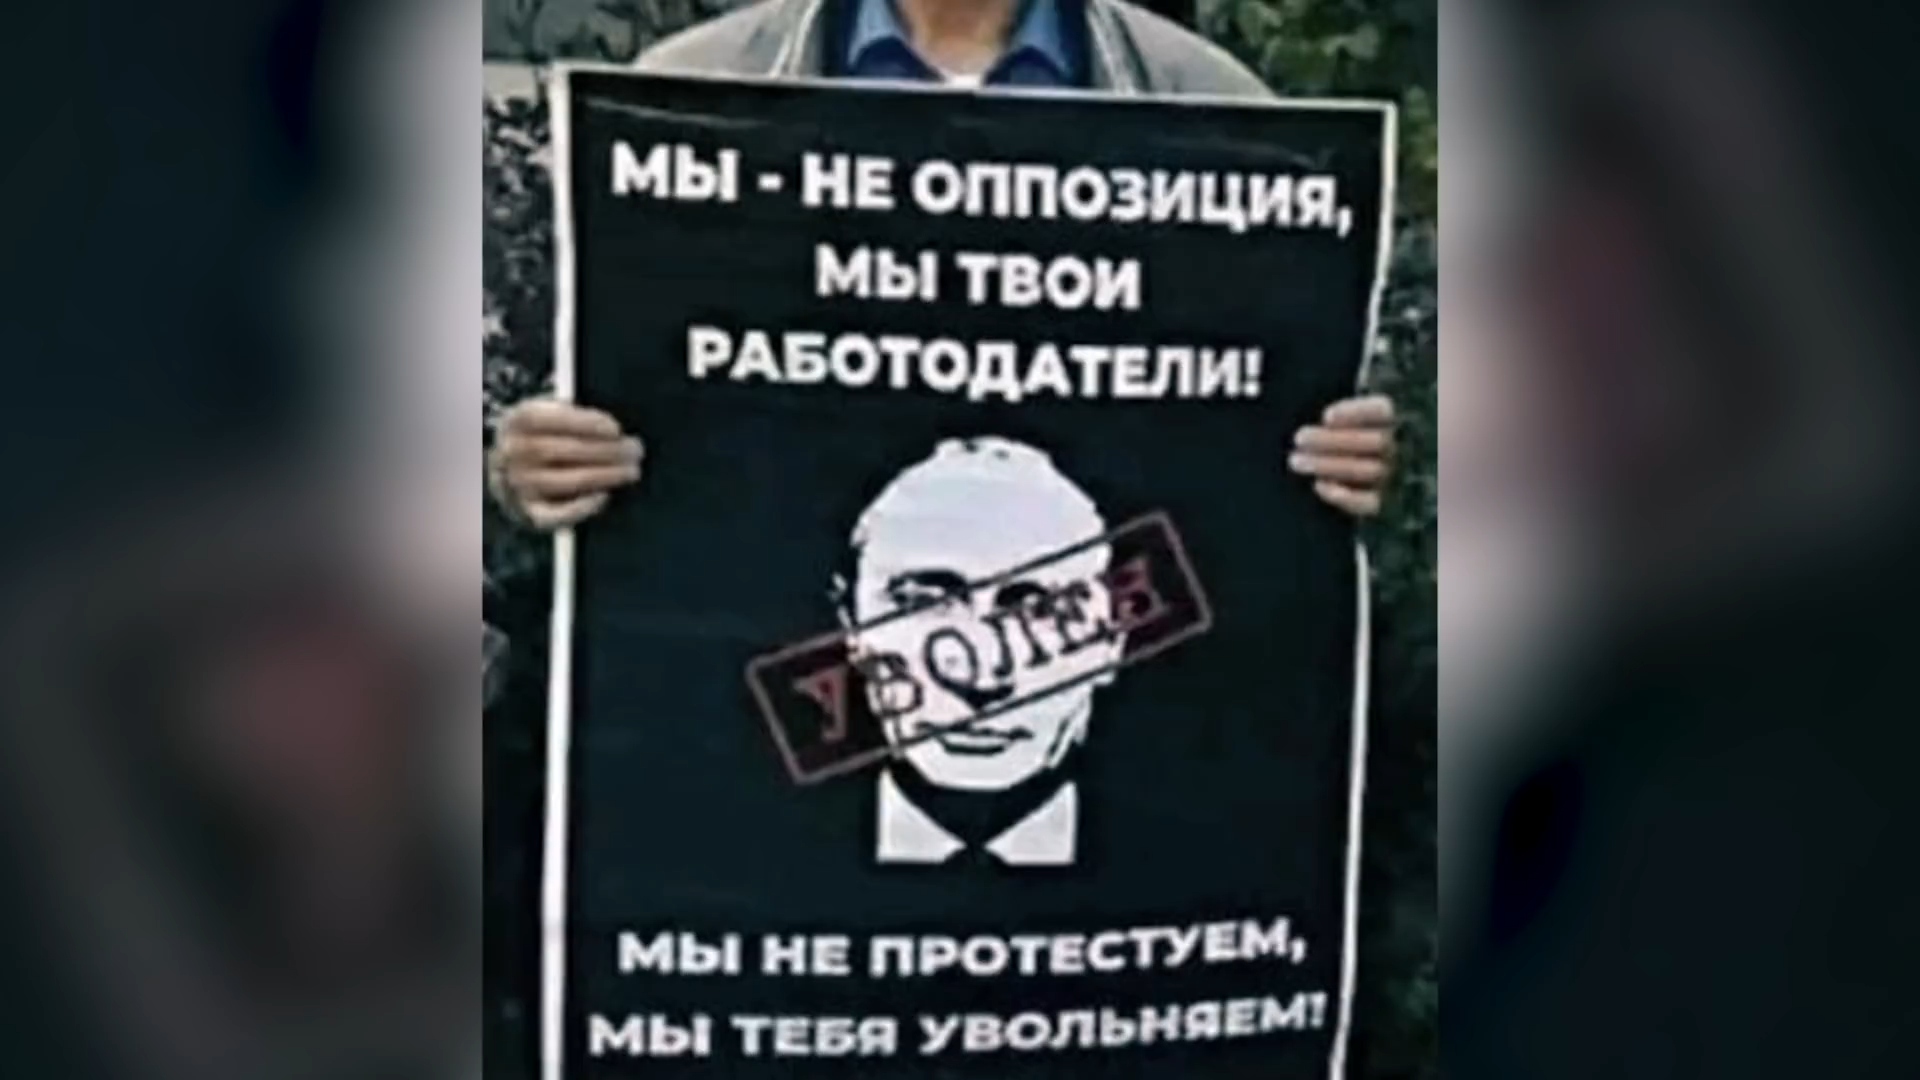 МЫ - НЕ ОППОЗИЦИЯ,
МЫ ТВОИ
РАБОТОДАТЕЛИ!
УВОЛЕН
МЫ НЕ ПРОТЕСТУЕМ,
МЫ ТЕБЯ УВОЛЬНЯЕМ!